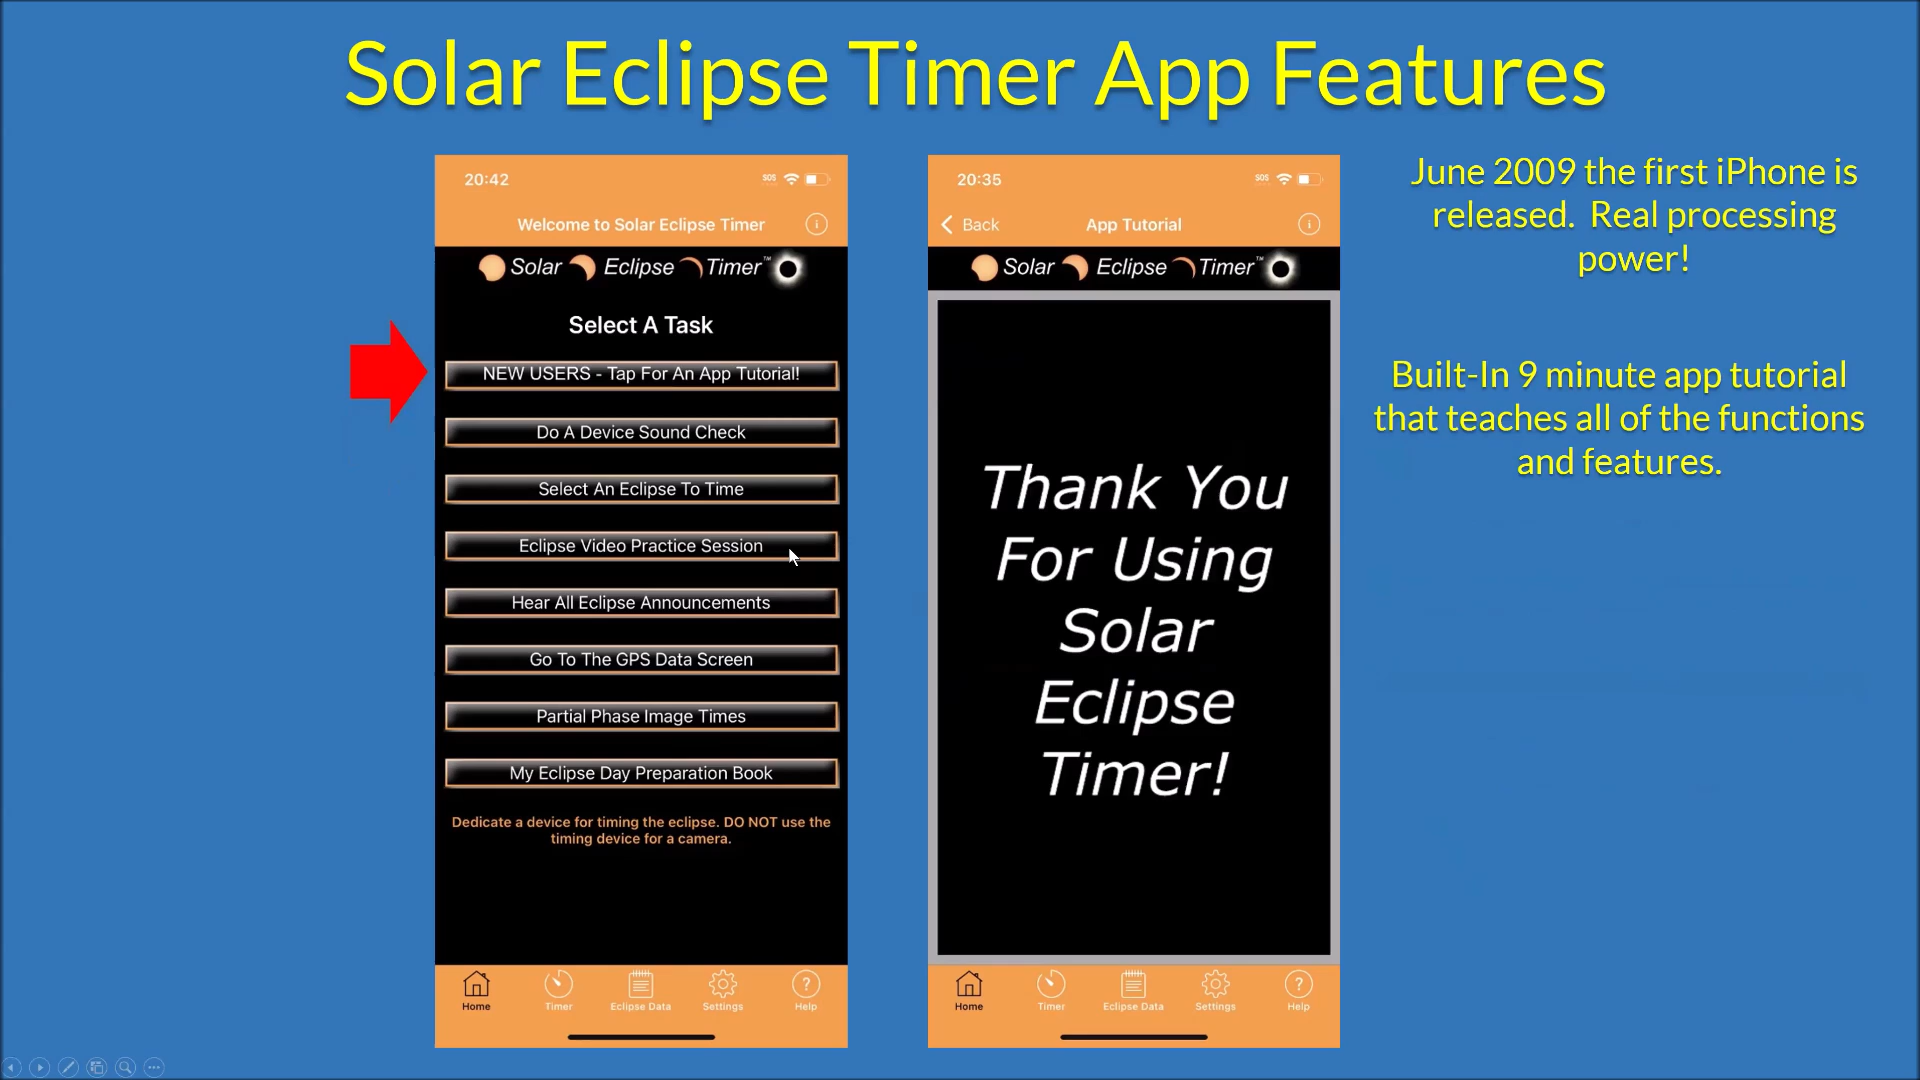 Solar Eclipse Timer App Features
20:42
SOS
Welcome to Solar Eclipse Timer
Solar Eclipse Timer™
Select A Task
NEW USERS - Tap For An App Tutorial!
Do A Device Sound Check
Select An Eclipse To Time
Eclipse Video Practice Session
Hear All Eclipse Announcements
Go To The GPS Data Screen
Partial Phase Image Times
My Eclipse Day Preparation Book
Dedicate a device for timing the eclipse. DO NOT use the
timing device for a camera.
Home Timer Eclipse Data Settings Help
20:35
SOS
Back App Tutorial
Solar Eclipse Timer™
Thank You
For Using
Solar
Eclipse
Timer!
Home Timer Eclipse Data Settings Help
June 2009 the first iPhone is
released. Real processing
power!
Built-In 9 minute app tutorial
that teaches all of the functions
and features.